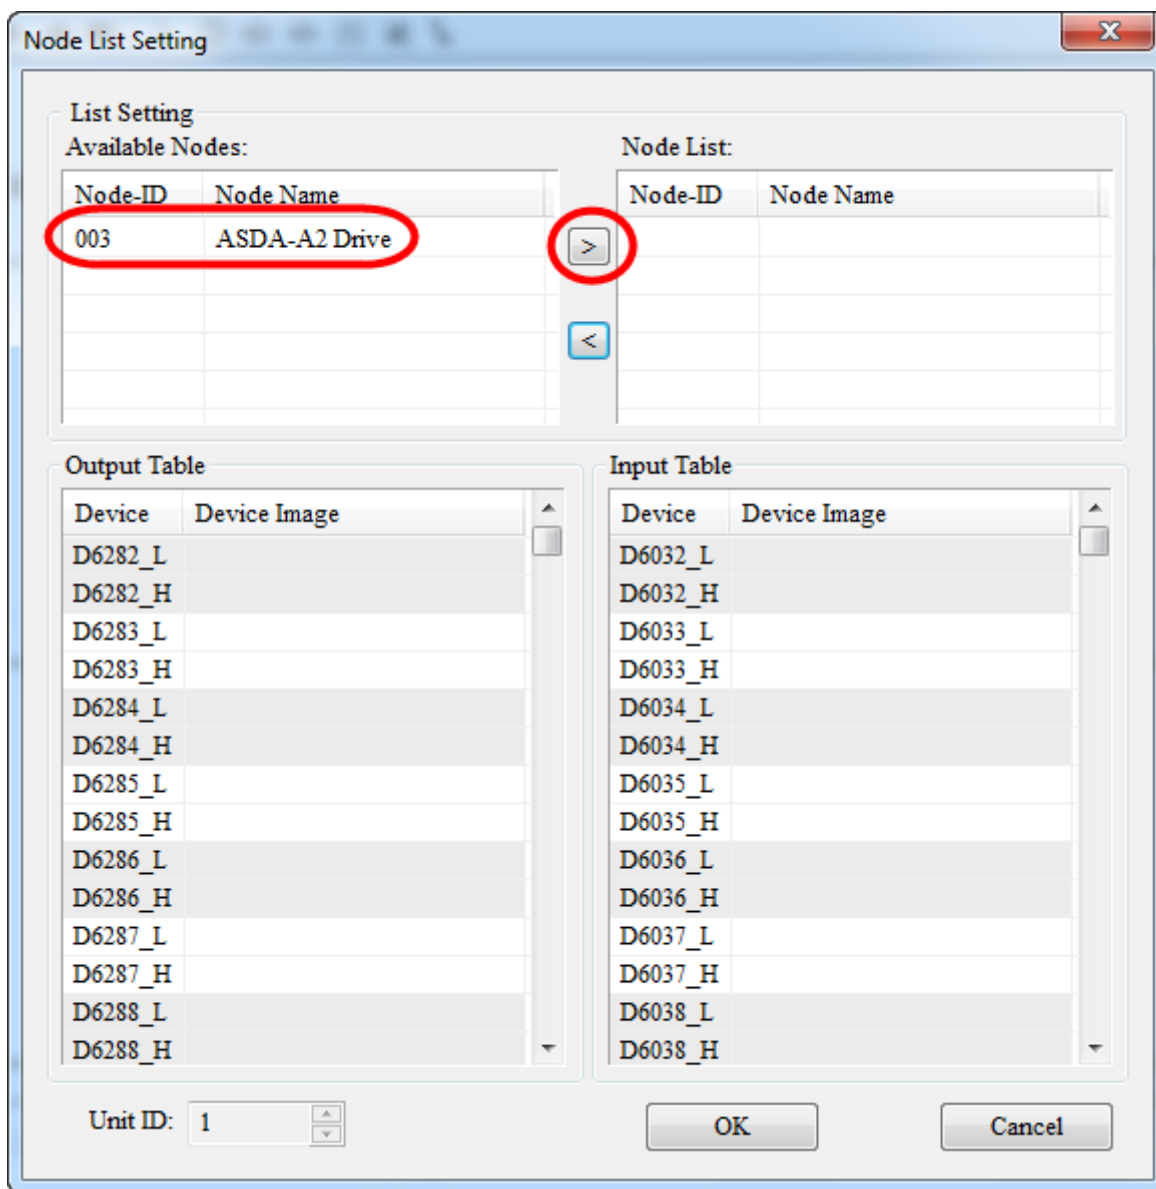 Node List Setting
List Setting
Available Nodes:
Node-ID Node Name
003 ASDA-A2 Drive
>
<
Node List:
Node-ID Node Name
Output Table
Device Device Image
D6282_L
D6282_H
D6283_L
D6283_H
D6284_L
D6284_H
D6285_L
D6285_H
D6286_L
D6286_H
D6287_L
D6287_H
D6288_L
D6288_H
Input Table
Device Device Image
D6032_L
D6032_H
D6033_L
D6033_H
D6034_L
D6034_H
D6035_L
D6035_H
D6036_L
D6036_H
D6037_L
D6037_H
D6038_L
D6038_H
Unit ID: 1
OK
Cancel